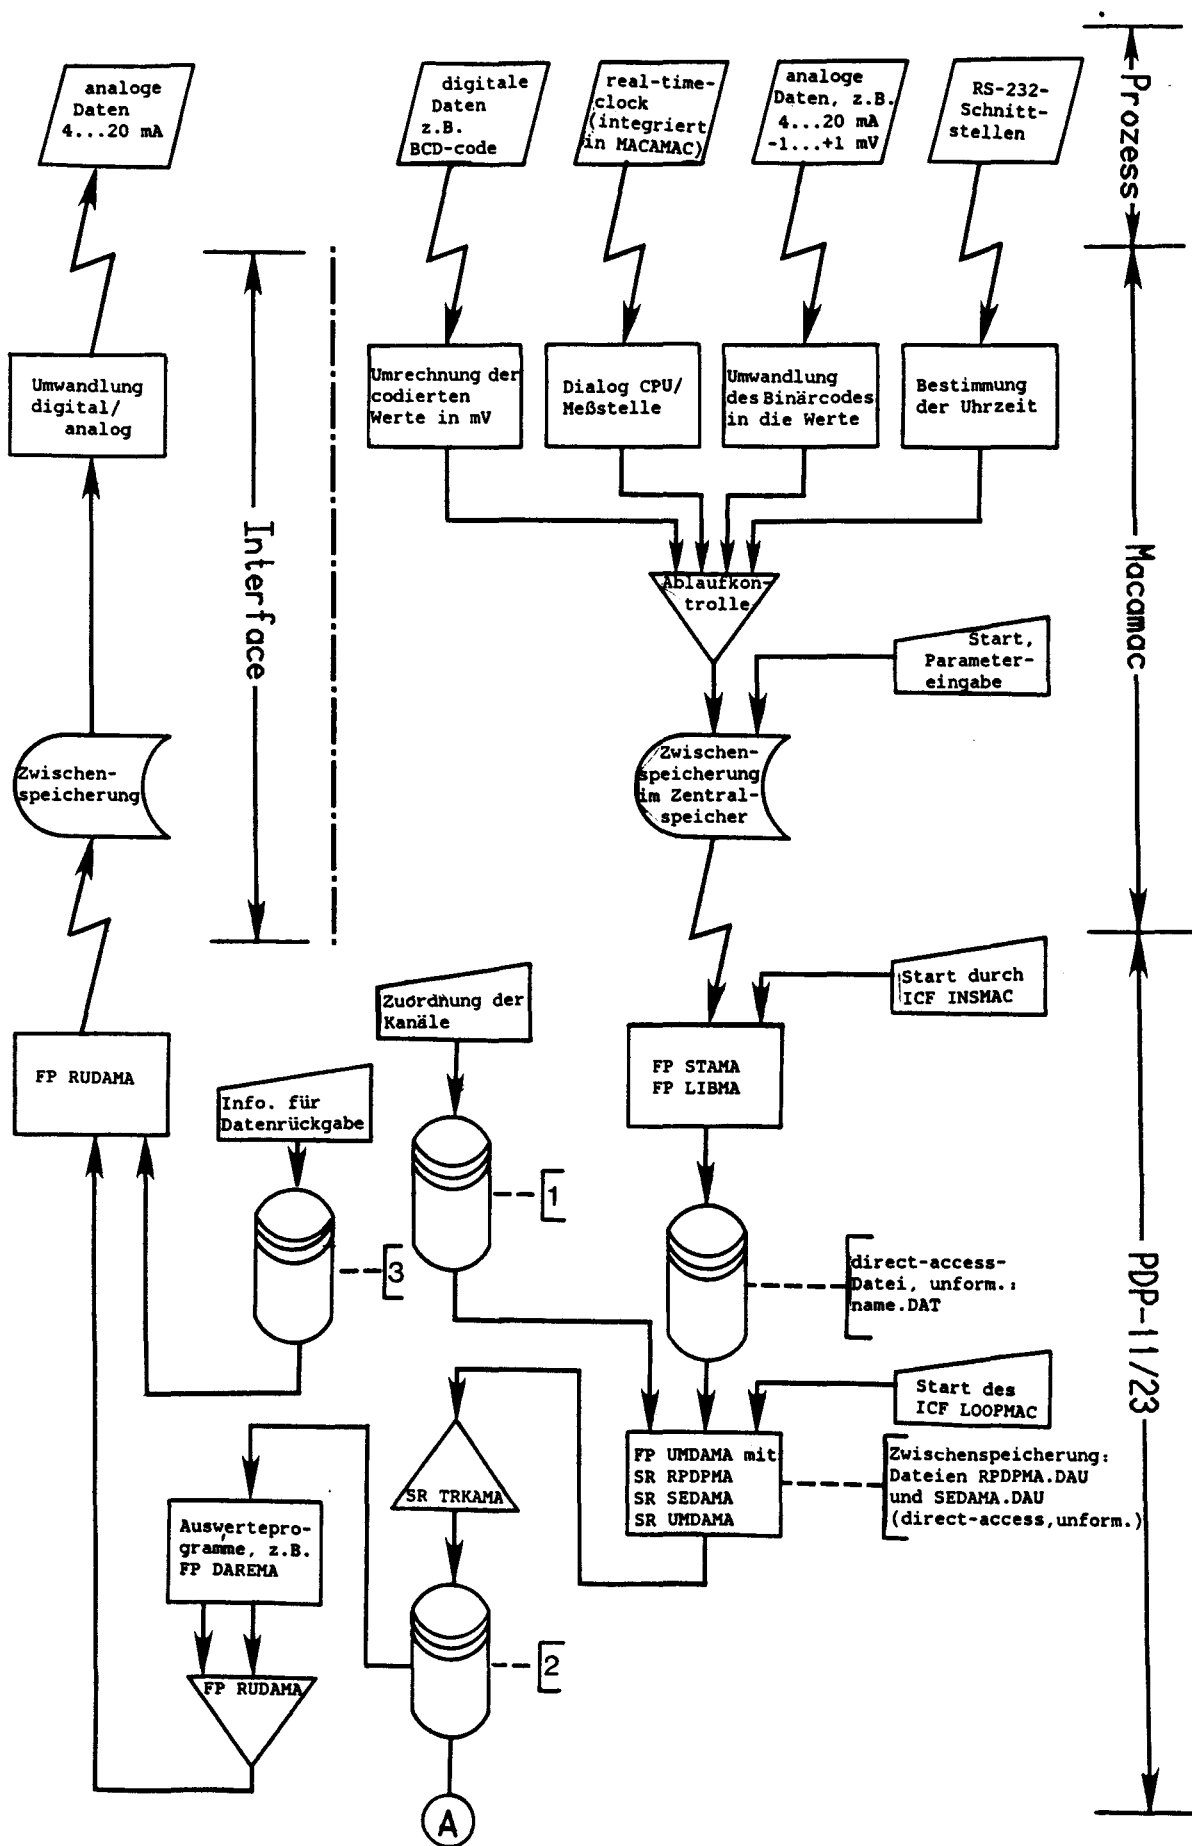 analoge
Daten
4...20 mA
digitale
Daten
z.B.
BCD-code
real-time-
clock
(integriert
in MACAMAC)
analoge
Daten, z.B.
4...20 mA
-1...+1 mV
RS-232-
Schnitt-
stellen
Prozess
Umwandlung
digital/
analog
Interface
Umrechnung der
codierten
Werte in mV
Dialog CPU/
Meßstelle
Umwandlung
des Binärcodes
in die Werte
Bestimmung
der Uhrzeit
Macamac
Ablaufkon-
trolle
Start,
Parameter-
eingabe
Zwischen-
speicherung
Zwischen-
speicherung
im Zentral-
speicher
Start durch
ICF INSMAC
Zuordnung der
Kanäle
FP RUDAMA
Info. für
Datenrückgabe
FP STAMA
FP LIBMA
1
3
direct-access-
Datei, unform.:
name.DAT
PDP-11/23
Start des
ICF LOOPMAC
SR TRKAMA
FP UMDAMA mit
SR RPDPMA
SR SEDAMA
SR UMDAMA
Zwischenspeicherung:
Dateien RPDPMA.DAU
und SEDAMA.DAU
(direct-access,unform.)
Auswertepro-
gramme, z.B.
FP DAREMA
2
FP RUDAMA
A